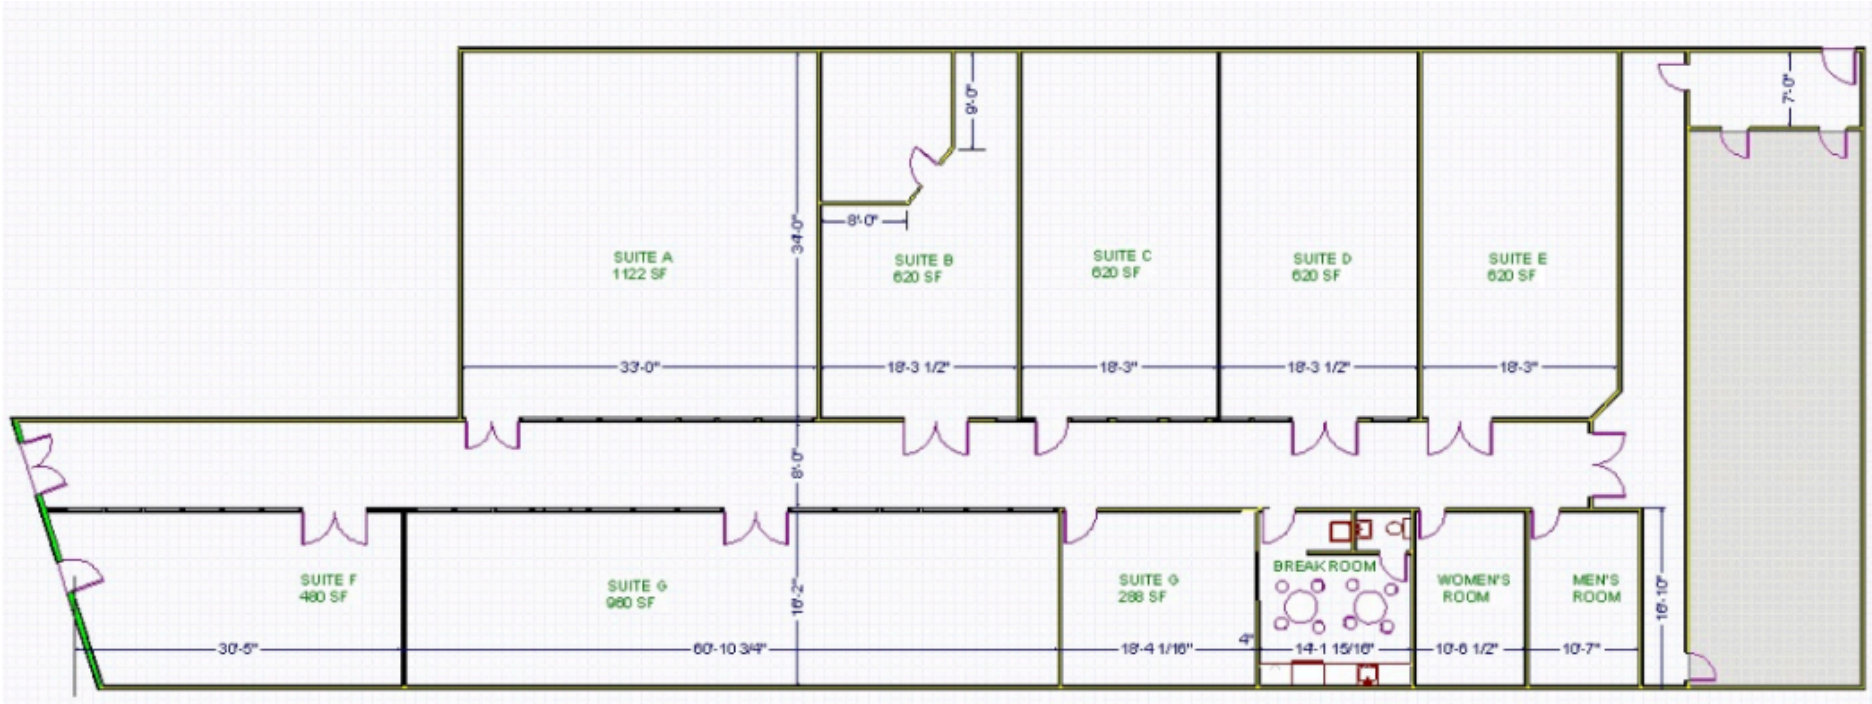 9'-0"
7'-0"
8'-0"
34'-0"
SUITE A
1122 SF
SUITE B
620 SF
SUITE C
620 SF
SUITE D
620 SF
SUITE E
620 SF
33'-0"
18'-3 1/2"
18'-3"
18'-3 1/2"
18'-3"
8'-0"
SUITE F
480 SF
SUITE G
960 SF
16'-2"
SUITE G
288 SF
BREAKROOM
WOMEN'S
ROOM
MEN'S
ROOM
16'-10"
30'-5"
60'-10 3/4"
18'-4 1/16"
4"
14'-1 15/16"
10'-6 1/2"
10'-7"